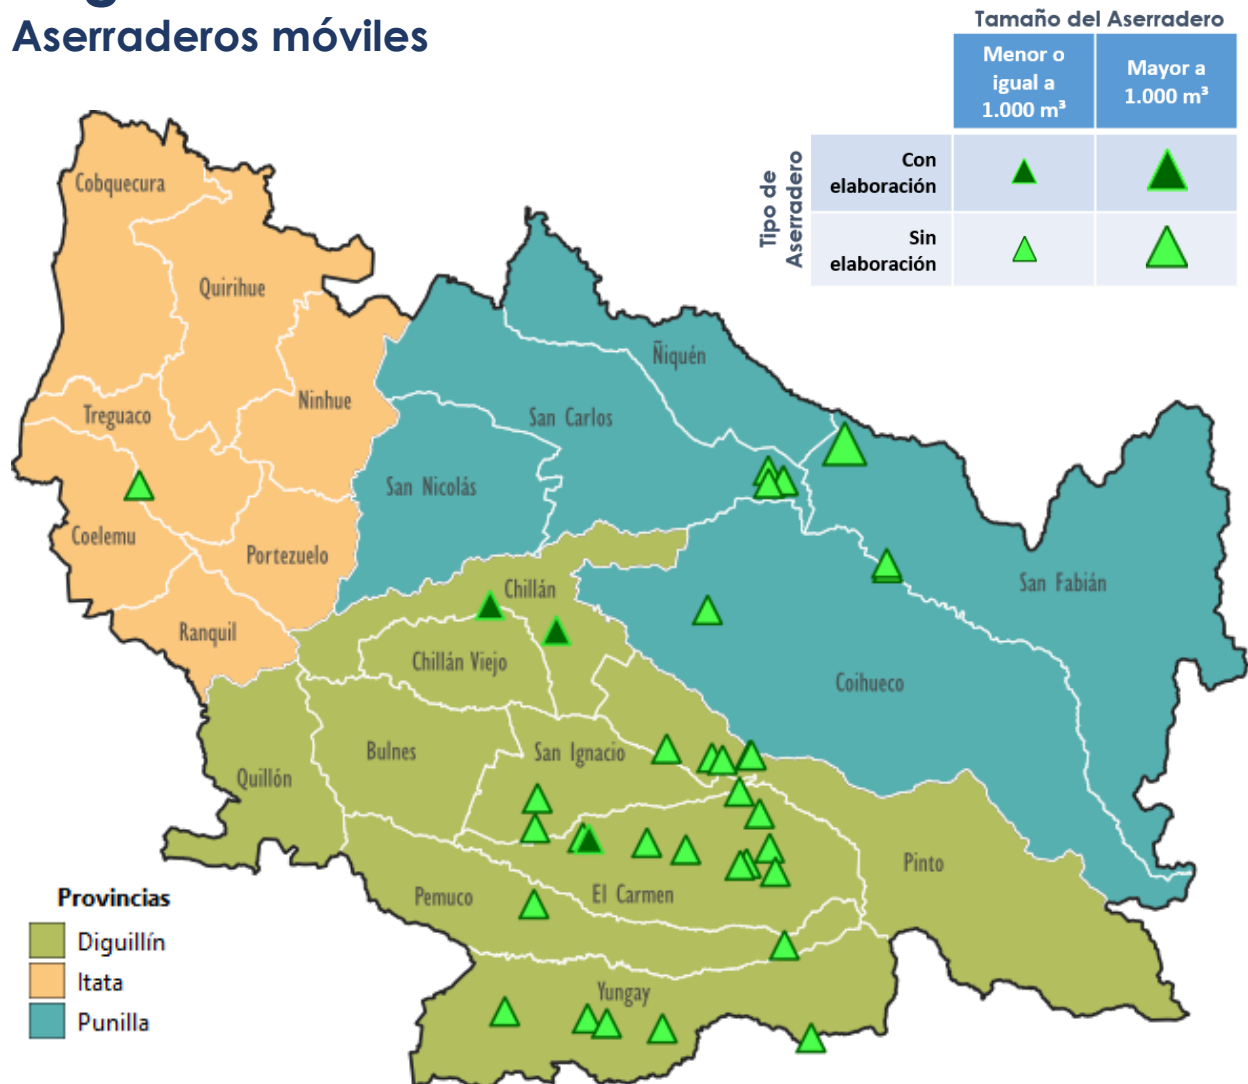 Aserraderos móviles
Tamaño del Aserradero
Menor o
igual a
1.000 m³
Mayor a
1.000 m³
Tipo de
Aserradero
Con
elaboración
Sin
elaboración
Cobquecura
Quirihue
Ñiquén
Ninhue
Treguaco
San Carlos
San Nicolás
Coelemu
Portezuelo
San Fabián
Chillán
Ranquil
Chillán Viejo
Coihueco
Bulnes
San Ignacio
Quillón
Pinto
Pemuco
El Carmen
Yungay
Provincias
Diguillín
Itata
Punilla